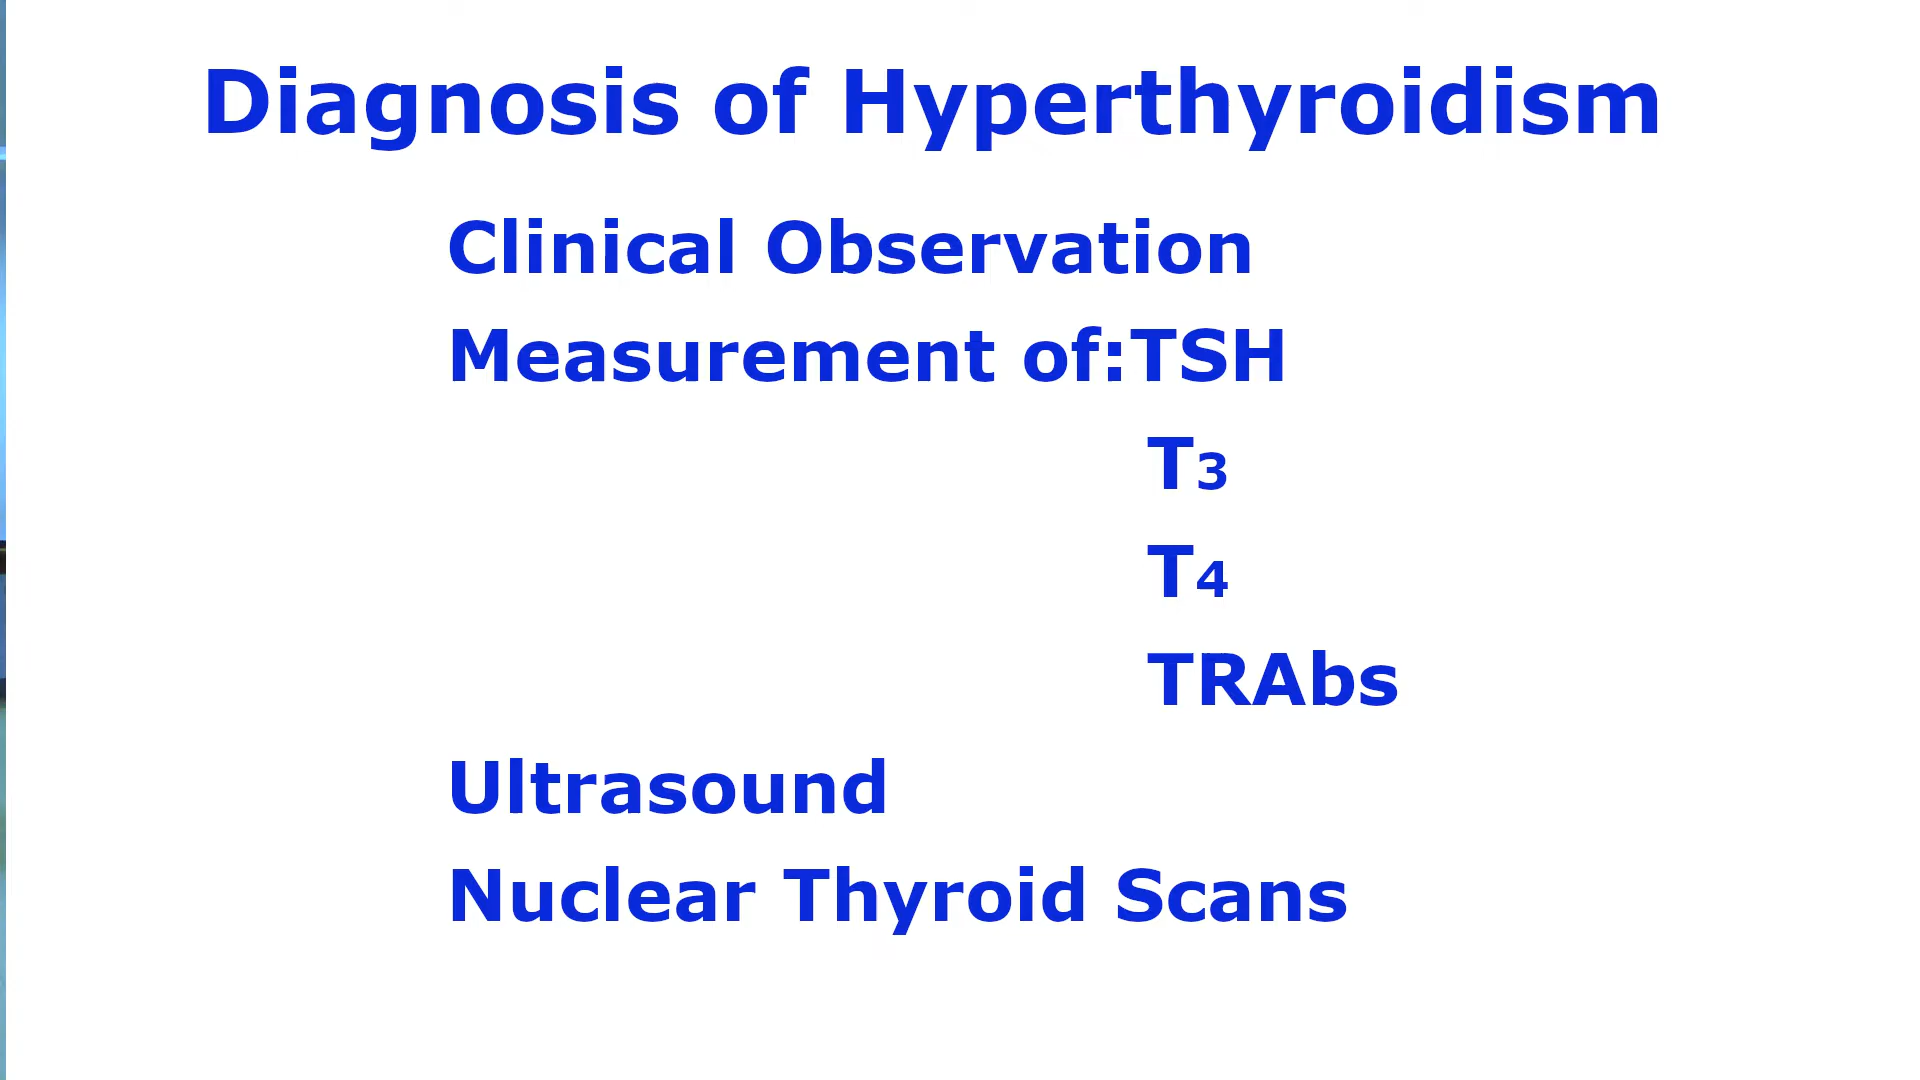 Diagnosis of Hyperthyroidism
Clinical Observation
Measurement of:TSH
T3
T4
TRAbs
Ultrasound
Nuclear Thyroid Scans